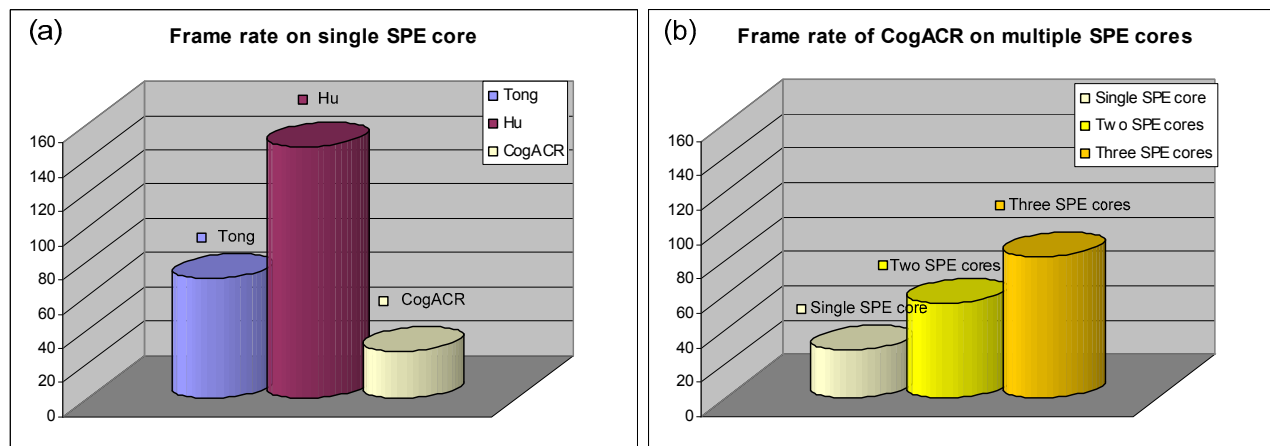 (a)
Frame rate on single SPE core
Tong
Hu
CogACR
160
140
120
100
80
60
40
20
0
Hu
Tong
CogACR
(b)
Frame rate of CogACR on multiple SPE cores
Single SPE core
Two SPE cores
Three SPE cores
160
140
120
100
80
60
40
20
0
Three SPE cores
Two SPE cores
Single SPE core